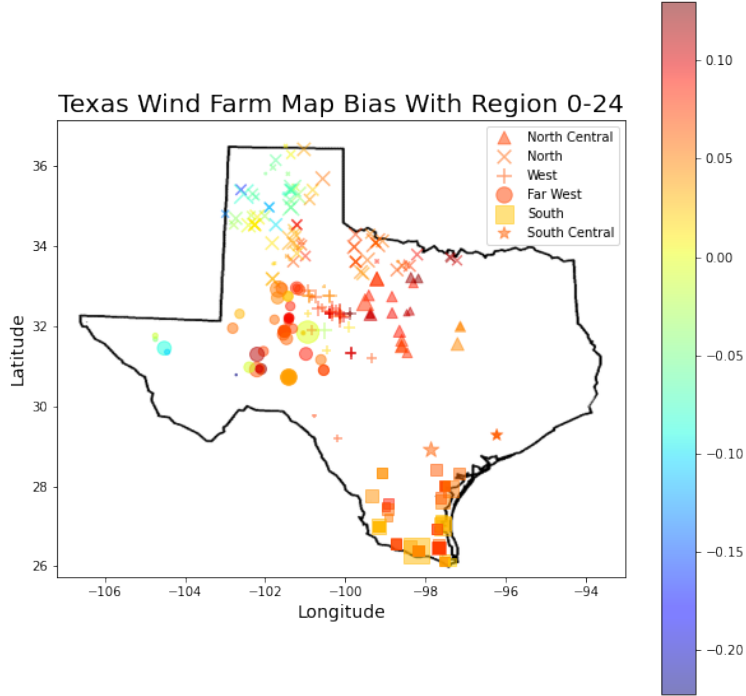 Texas Wind Farm Map Bias With Region 0-24
North Central
North
West
Far West
South
South Central
Latitude
36
34
32
30
28
26
−106
−104
−102
−100
−98
−96
−94
Longitude
0.10
0.05
0.00
−0.05
−0.10
−0.15
−0.20